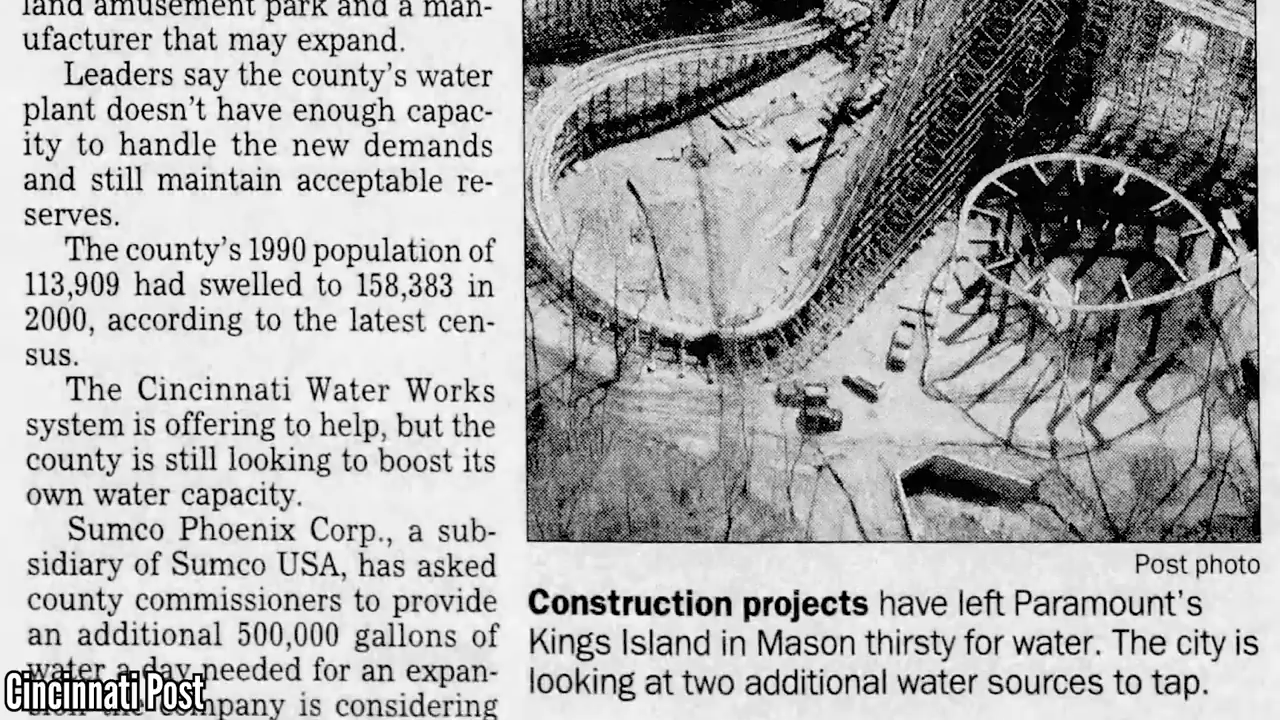 land amusement park and a man-
ufacturer that may expand.
Leaders say the county's water
plant doesn't have enough capac-
ity to handle the new demands
and still maintain acceptable re-
serves.
The county's 1990 population of
113,909 had swelled to 158,383 in
2000, according to the latest cen-
sus.
The Cincinnati Water Works
system is offering to help, but the
county is still looking to boost its
own water capacity.
Sumco Phoenix Corp., a sub-
sidiary of Sumco USA, has asked
county commissioners to provide
an additional 500,000 gallons of
water a day needed for an expan-
sion the company is considering
Post photo
Construction projects have left Paramount's
Kings Island in Mason thirsty for water. The city is
looking at two additional water sources to tap.
Cincinnati Post